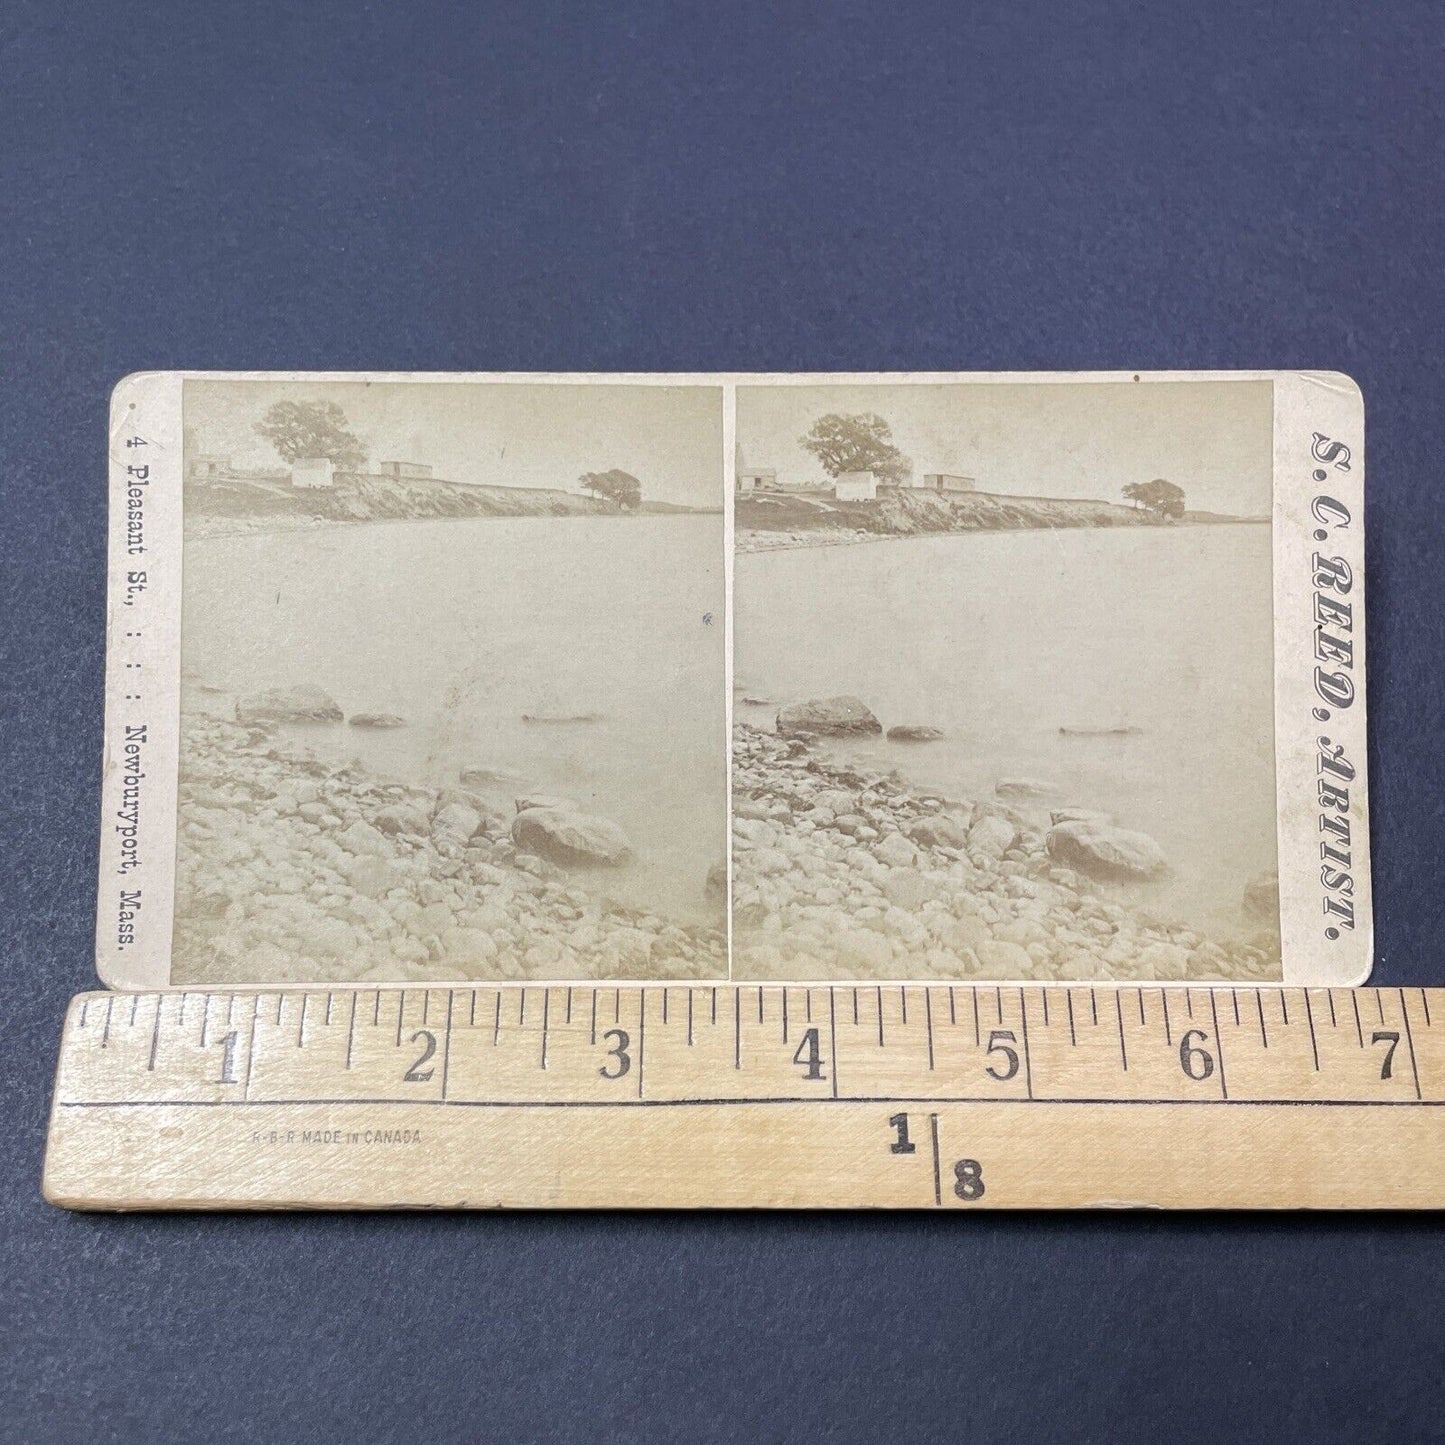 4 Pleasant St., : : : Newburyport, Mass.
S. C. REED, ARTIST.
1 2 3 4 5 6 7
R-B-R MADE IN CANADA
1
8